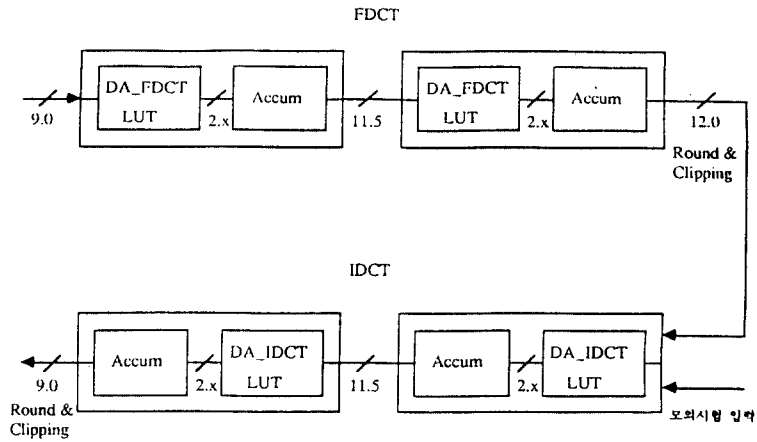 FDCT
DA_FDCT
LUT
Accum
DA_FDCT
LUT
Accum
9.0
2.x
11.5
2.x
12.0
Round &
Clipping
IDCT
Accum
DA_IDCT
LUT
Accum
DA_IDCT
LUT
9.0
2.x
11.5
2.x
Round &
Clipping
모의시험 입력